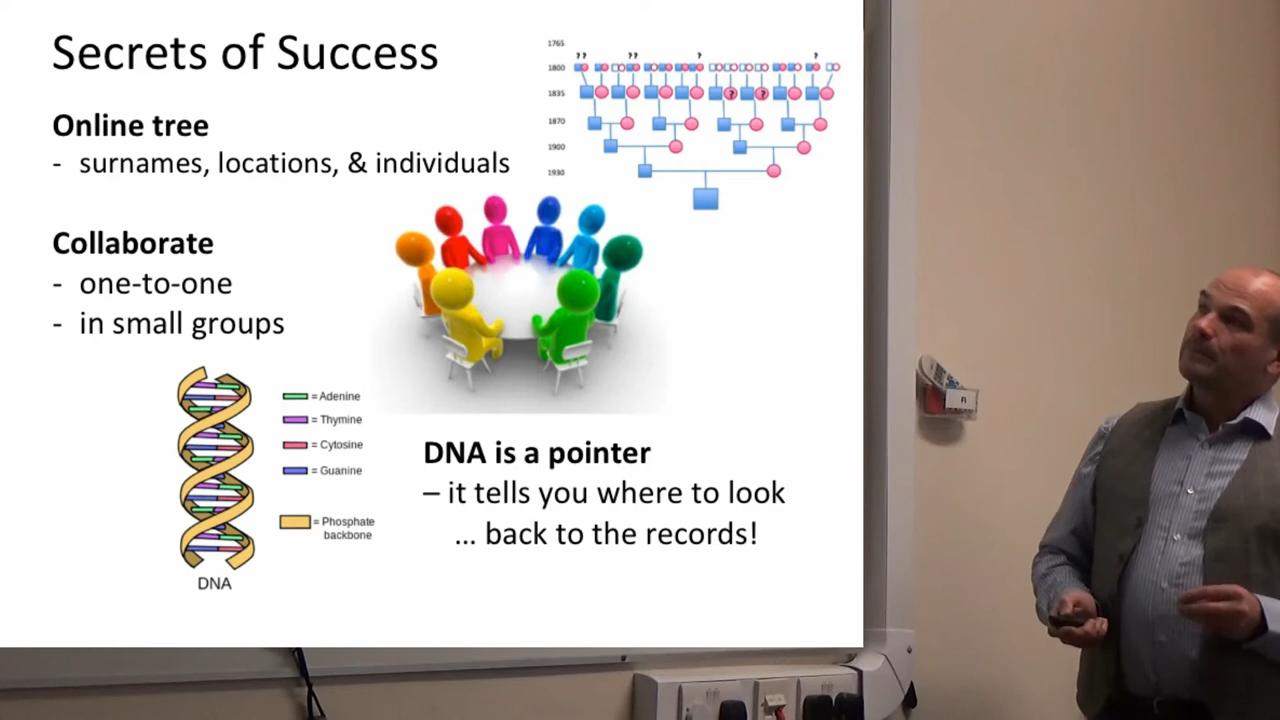 Secrets of Success
Online tree
- surnames, locations, & individuals
Collaborate
- one-to-one
- in small groups
1765
? ? ? ? ? ?
1800
1835
? ?
1870
1900
1930
= Adenine
= Thymine
= Cytosine
= Guanine
= Phosphate
backbone
DNA
DNA is a pointer
– it tells you where to look
... back to the records!